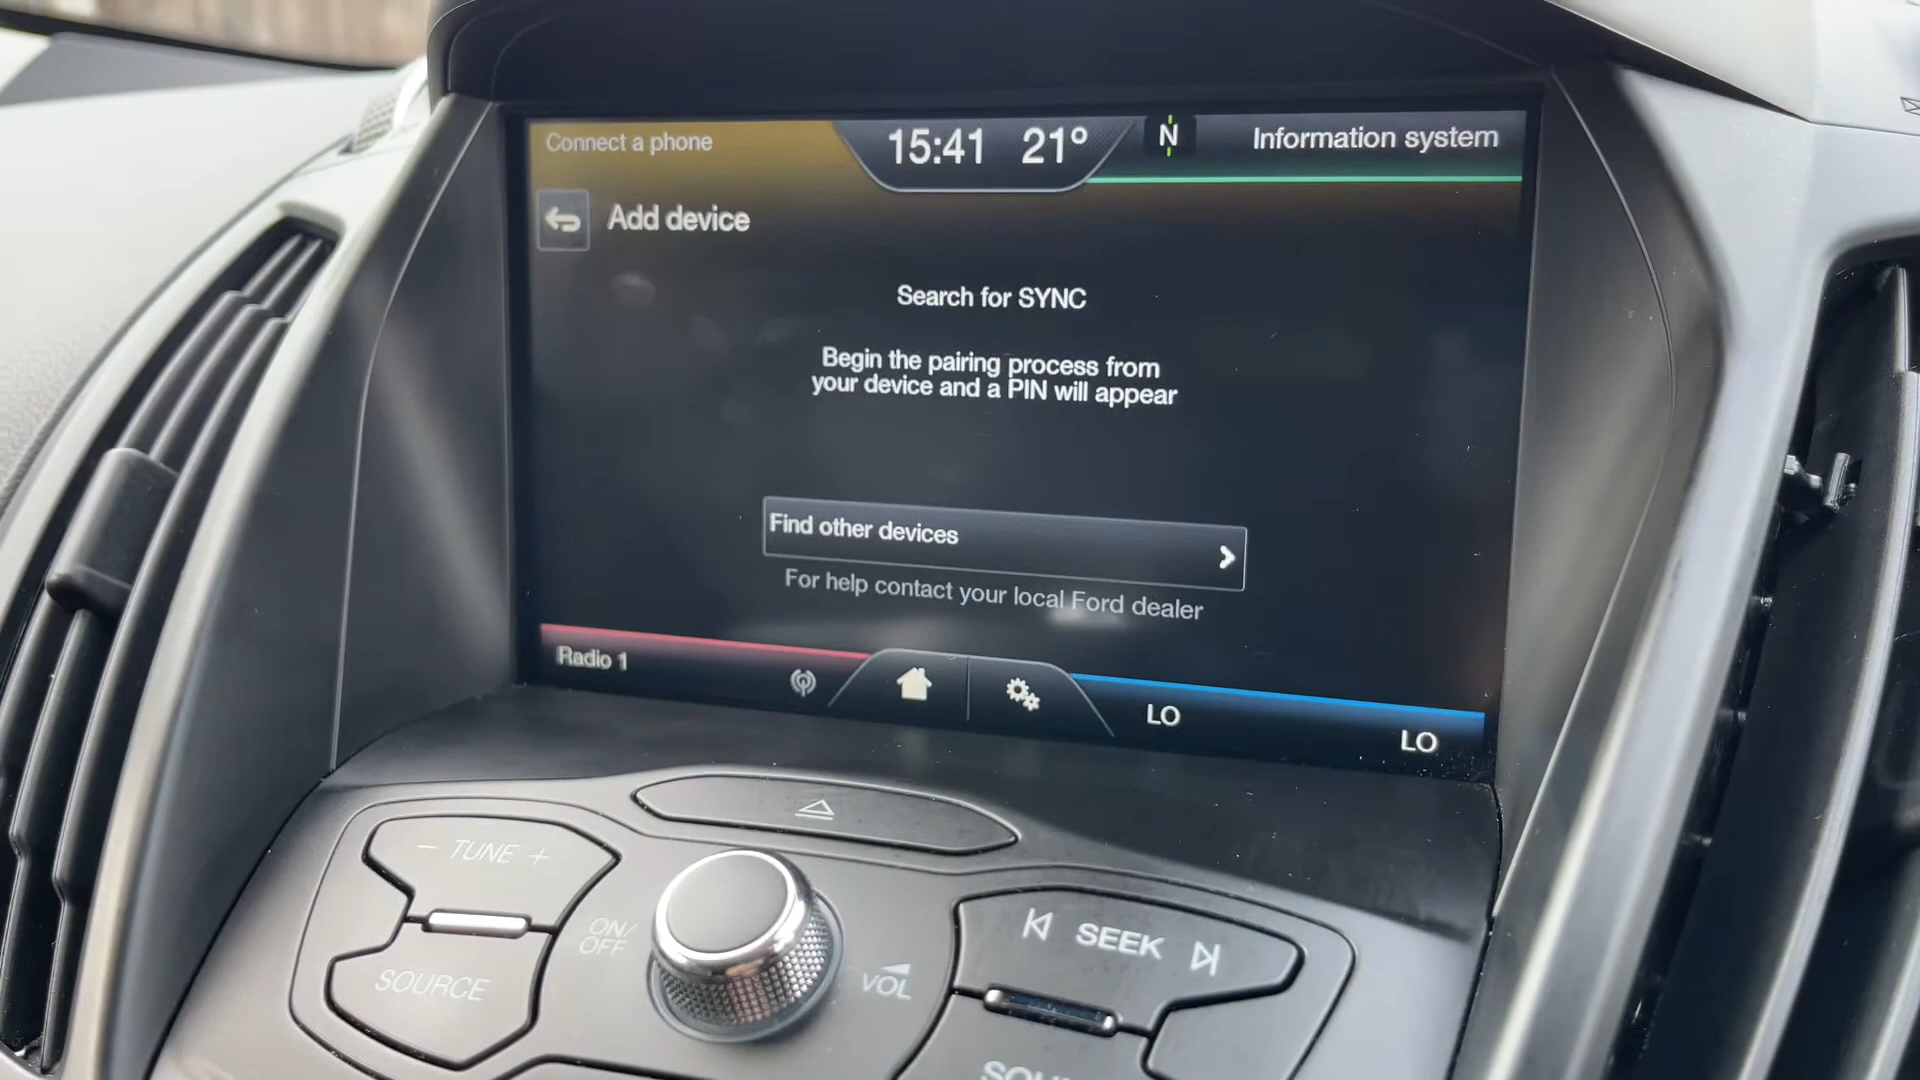 Connect a phone
15:41 21°
N
Information system
Add device
Search for SYNC
Begin the pairing process from
your device and a PIN will appear
Find other devices
For help contact your local Ford dealer
Radio 1
LO
LO
- TUNE +
ON/
OFF
SEEK
SOURCE
VOL